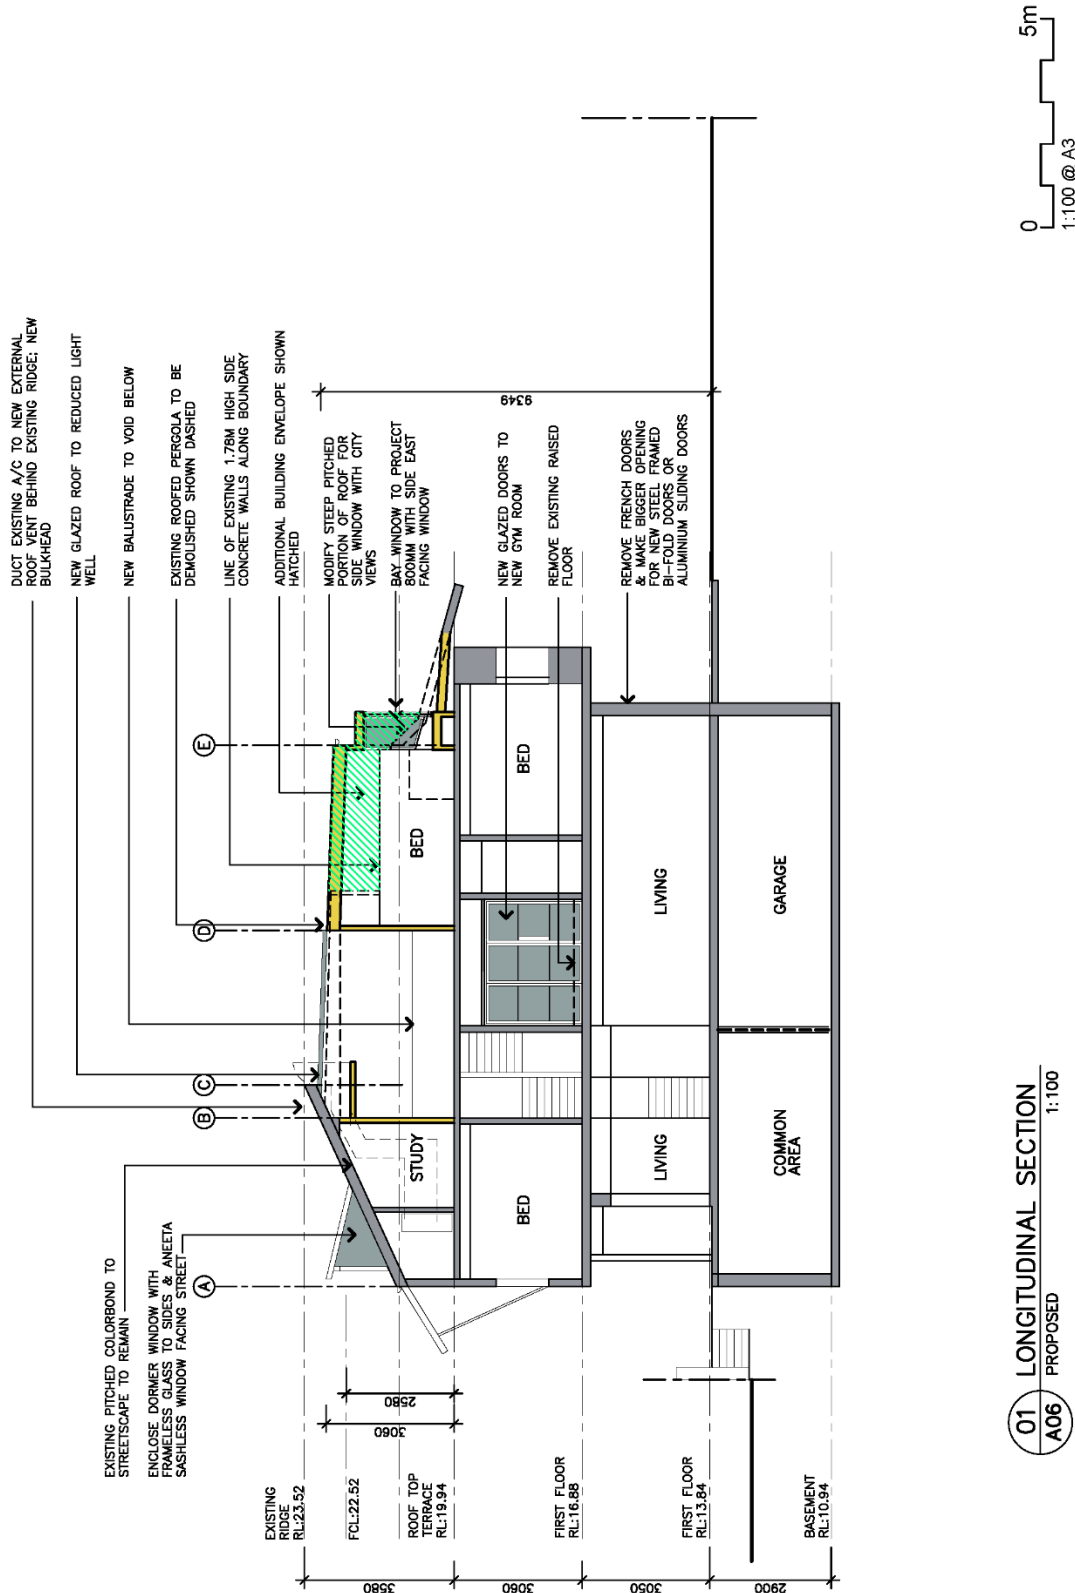 DUCT EXISTING A/C TO NEW EXTERNAL
ROOF VENT BEHIND EXISTING RIDGE; NEW
BULKHEAD
NEW GLAZED ROOF TO REDUCED LIGHT
WELL
NEW BALUSTRADE TO VOID BELOW
EXISTING ROOFED PERGOLA TO BE
DEMOLISHED SHOWN DASHED
LINE OF EXISTING 1.78M HIGH SIDE
CONCRETE WALLS ALONG BOUNDARY
ADDITIONAL BUILDING ENVELOPE SHOWN
HATCHED
MODIFY STEEP PITCHED
PORTION OF ROOF FOR
SIDE WINDOW WITH CITY
VIEWS
BAY WINDOW TO PROJECT
800MM WITH SIDE EAST
FACING WINDOW
NEW GLAZED DOORS TO
NEW GYM ROOM
REMOVE EXISTING RAISED
FLOOR
REMOVE FRENCH DOORS
& MAKE BIGGER OPENING
FOR NEW STEEL FRAMED
BI-FOLD DOORS OR
ALUMINIUM SLIDING DOORS
EXISTING PITCHED COLORBOND TO
STREETSCAPE TO REMAIN
ENCLOSE DORMER WINDOW WITH
FRAMELESS GLASS TO SIDES & ANEETA
SASHLESS WINDOW FACING STREET
A
B
C
D
E
9349
STUDY
BED
BED
BED
LIVING
LIVING
COMMON
AREA
GARAGE
2580
3060
EXISTING
RIDGE
RL:23.52
FCL:22.52
ROOF TOP
TERRACE
RL:19.94
FIRST FLOOR
RL:16.88
FIRST FLOOR
RL:13.84
BASEMENT
RL:10.94
3580
3060
3050
2900
01
A06
LONGITUDINAL SECTION
PROPOSED
1:100
0
5m
1:100 @ A3